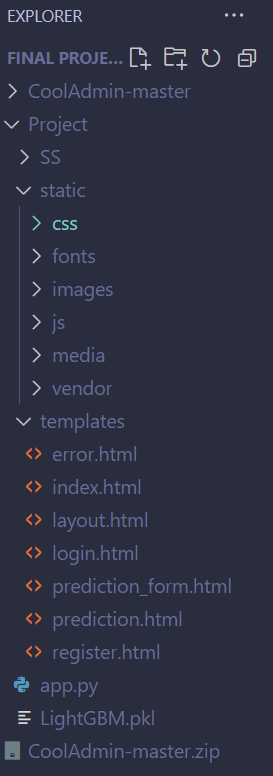 EXPLORER
FINAL PROJE...
CoolAdmin-master
Project
SS
static
css
fonts
images
js
media
vendor
templates
error.html
index.html
layout.html
login.html
prediction_form.html
prediction.html
register.html
app.py
LightGBM.pkl
CoolAdmin-master.zip